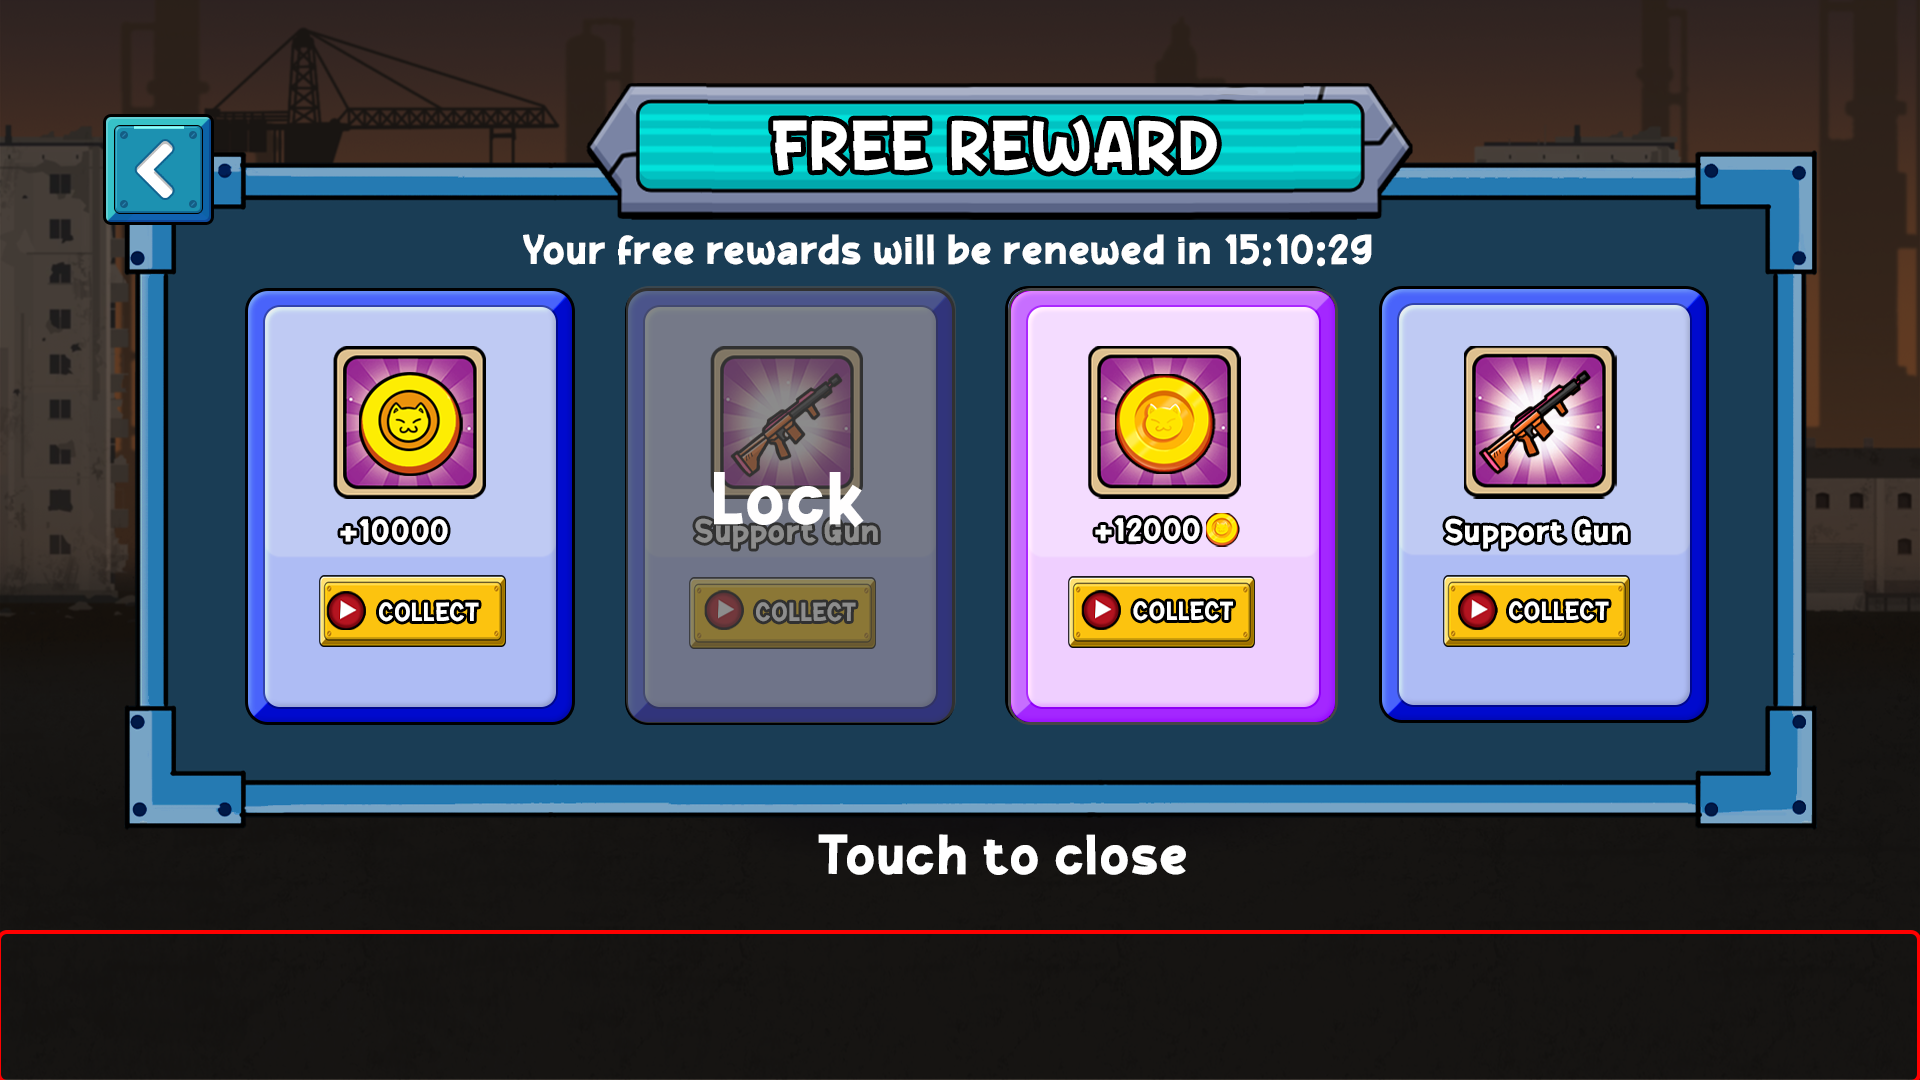 FREE REWARD
Your free rewards will be renewed in 15:10:29
+10000
COLLECT
Lock
Support Gun
COLLECT
+12000
COLLECT
Support Gun
COLLECT
Touch to close